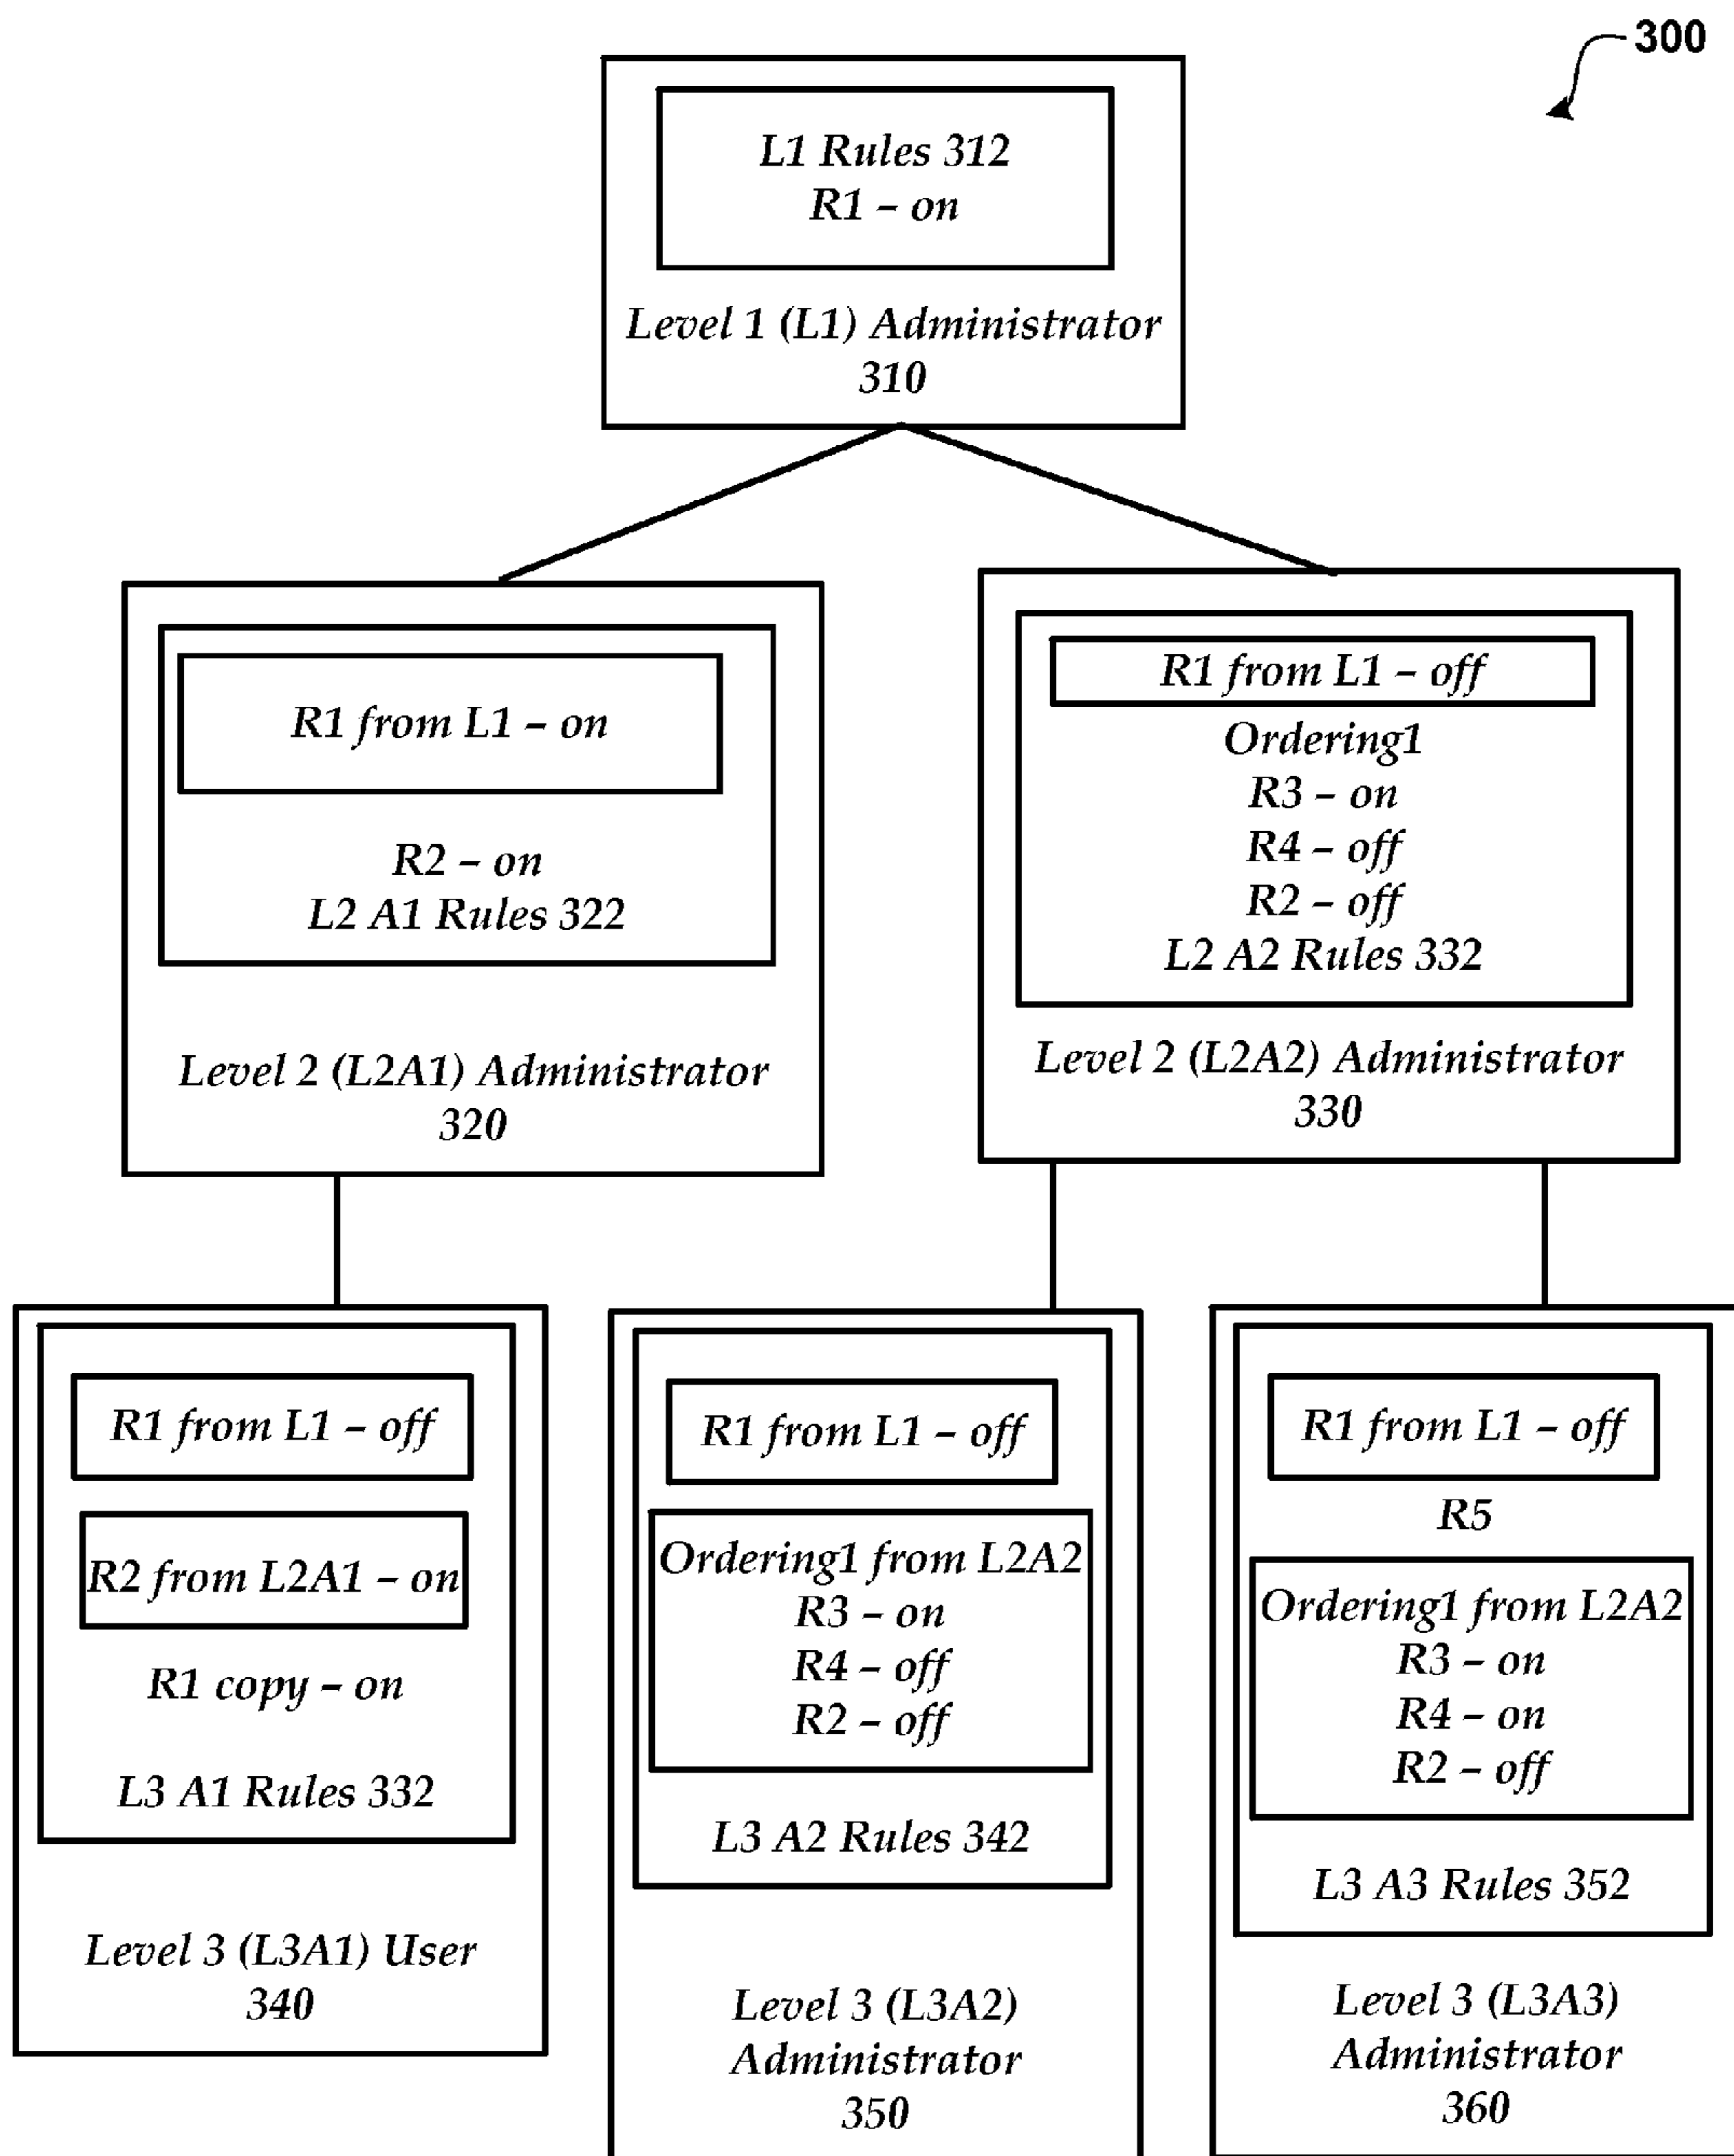 300
L1 Rules 312
R1 – on
Level 1 (L1) Administrator
310
R1 from L1 – on
R2 – on
L2 A1 Rules 322
Level 2 (L2A1) Administrator
320
R1 from L1 – off
Ordering1
R3 – on
R4 – off
R2 – off
L2 A2 Rules 332
Level 2 (L2A2) Administrator
330
R1 from L1 – off
R2 from L2A1 – on
R1 copy – on
L3 A1 Rules 332
Level 3 (L3A1) User
340
R1 from L1 – off
Ordering1 from L2A2
R3 – on
R4 – off
R2 – off
L3 A2 Rules 342
Level 3 (L3A2)
Administrator
350
R1 from L1 – off
R5
Ordering1 from L2A2
R3 – on
R4 – on
R2 – off
L3 A3 Rules 352
Level 3 (L3A3)
Administrator
360